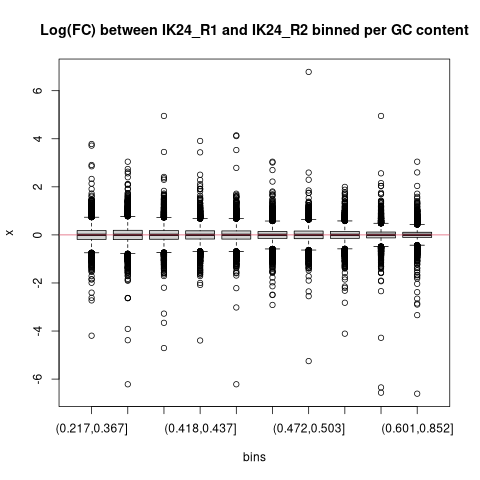 Log(FC) between IK24_R1 and IK24_R2 binned per GC content
6
4
2
0
-2
-4
-6
x
(0.217,0.367] (0.418,0.437] (0.472,0.503] (0.601,0.852]
bins